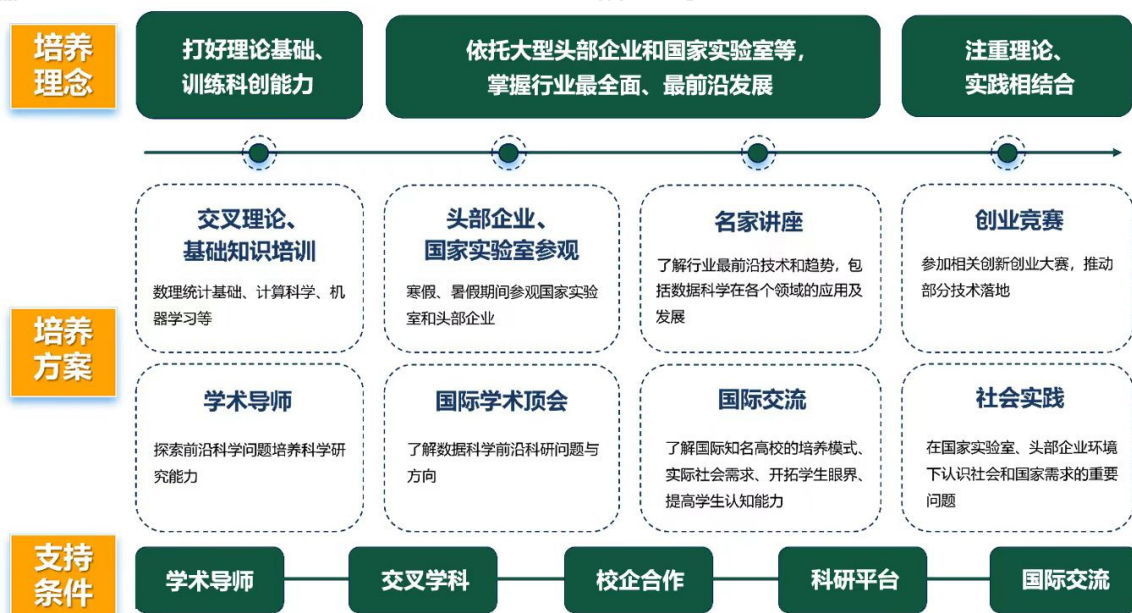 培养
理念
打好理论基础、
训练科创能力
依托大型头部企业和国家实验室等，
掌握行业最全面、最前沿发展
注重理论、
实践相结合
培养
方案
交叉理论、
基础知识培训
数理统计基础、计算科学、机
器学习等
头部企业、
国家实验室参观
寒假、暑假期间参观国家实验
室和头部企业
名家讲座
了解行业最前沿技术和趋势，包
括数据科学在各个领域的应用及
发展
创业竞赛
参加相关创新创业大赛，推动
部分技术落地
学术导师
探索前沿科学问题培养科学研
究能力
国际学术顶会
了解数据科学前沿科研问题与
方向
国际交流
了解国际知名高校的培养模式、
实际社会需求、开拓学生眼界、
提高学生认知能力
社会实践
在国家实验室、头部企业环境
下认识社会和国家需求的重要
问题
支持
条件
学术导师
交叉学科
校企合作
科研平台
国际交流